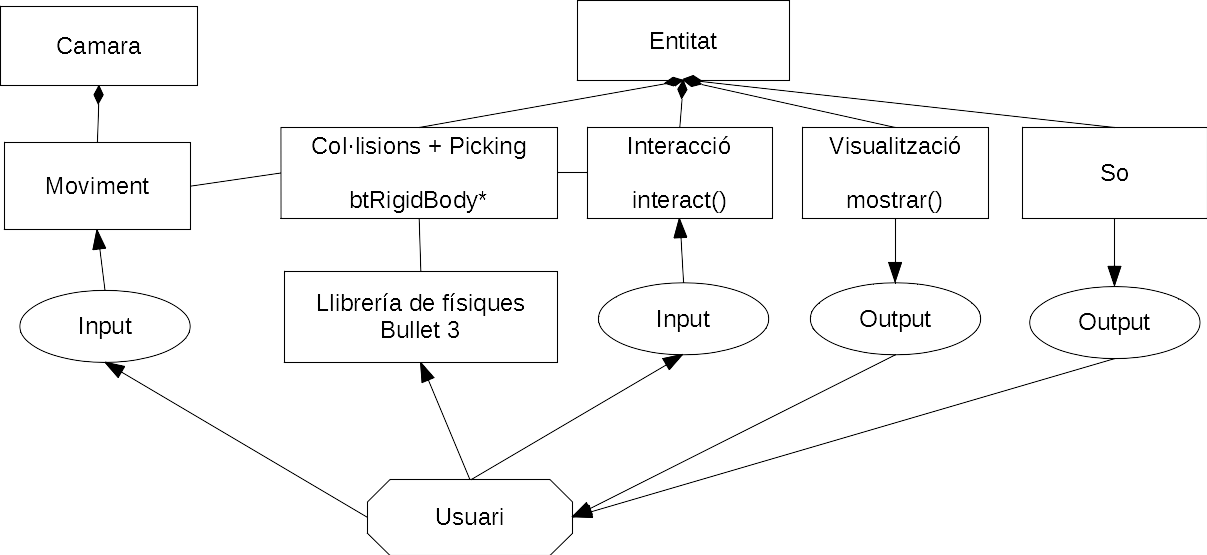 Camara
Entitat
Moviment
Col·lisions + Picking
btRigidBody*
Interacció
interact()
Visualització
mostrar()
So
Input
Llibrería de físiques
Bullet 3
Input
Output
Output
Usuari